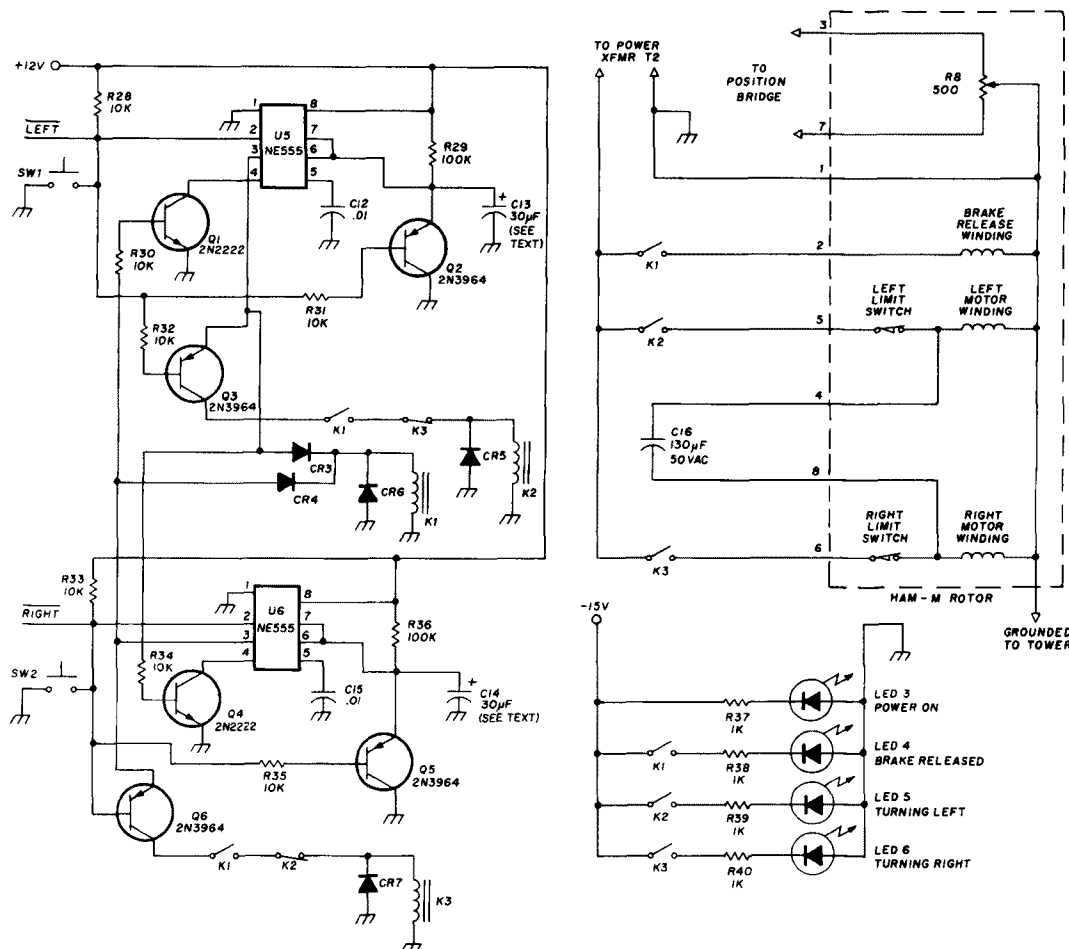 +12V
R28
10K
LEFT
SW1
1
2
3
4
8
7
6
5
U5
NE555
R29
100K
C12
.01
C13
30µF
(SEE
TEXT)
+
Q1
2N2222
R30
10K
Q2
2N3964
R31
10K
R32
10K
Q3
2N3964
K1
K3
CR5
K2
CR3
CR4
CR6
K1
R33
10K
RIGHT
SW2
1
2
3
4
8
7
6
5
U6
NE555
R36
100K
C15
.01
C14
30µF
(SEE TEXT)
+
R34
10K
Q4
2N2222
R35
10K
Q5
2N3964
Q6
2N3964
K1
K2
CR7
K3
TO POWER
XFMR T2
TO
POSITION
BRIDGE
3
7
R8
500
1
BRAKE
RELEASE
WINDING
2
K1
LEFT
LIMIT
SWITCH
LEFT
MOTOR
WINDING
5
K2
4
C16
130µF
50VAC
8
RIGHT
LIMIT
SWITCH
RIGHT
MOTOR
WINDING
6
K3
HAM-M ROTOR
GROUNDED
TO TOWER
-15V
R37
1K
LED 3
POWER ON
K1
R38
1K
LED 4
BRAKE RELEASED
K2
R39
1K
LED 5
TURNING LEFT
K3
R40
1K
LED 6
TURNING RIGHT